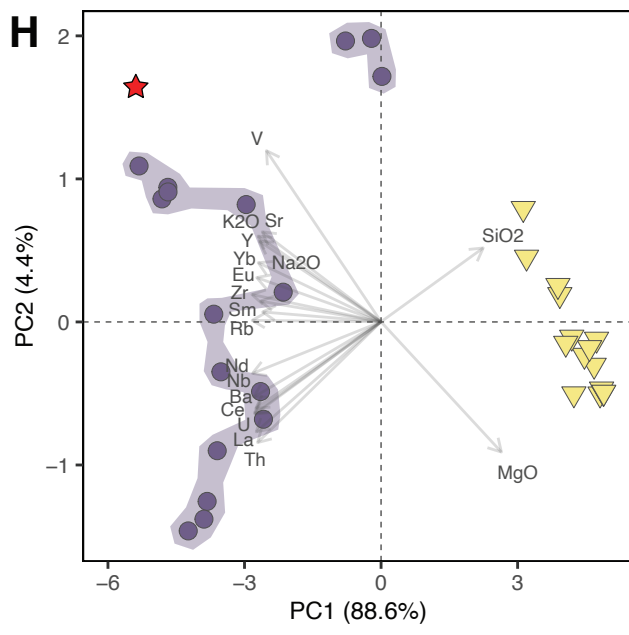 H
2
1
0
−1
PC2 (4.4%)
V
K2O Sr
Y
Yb
Na2O
Eu
Zr
Sm
Rb
Nd
Nb
Ba
Ce
U
La
Th
SiO2
MgO
−6 −3 0 3
PC1 (88.6%)